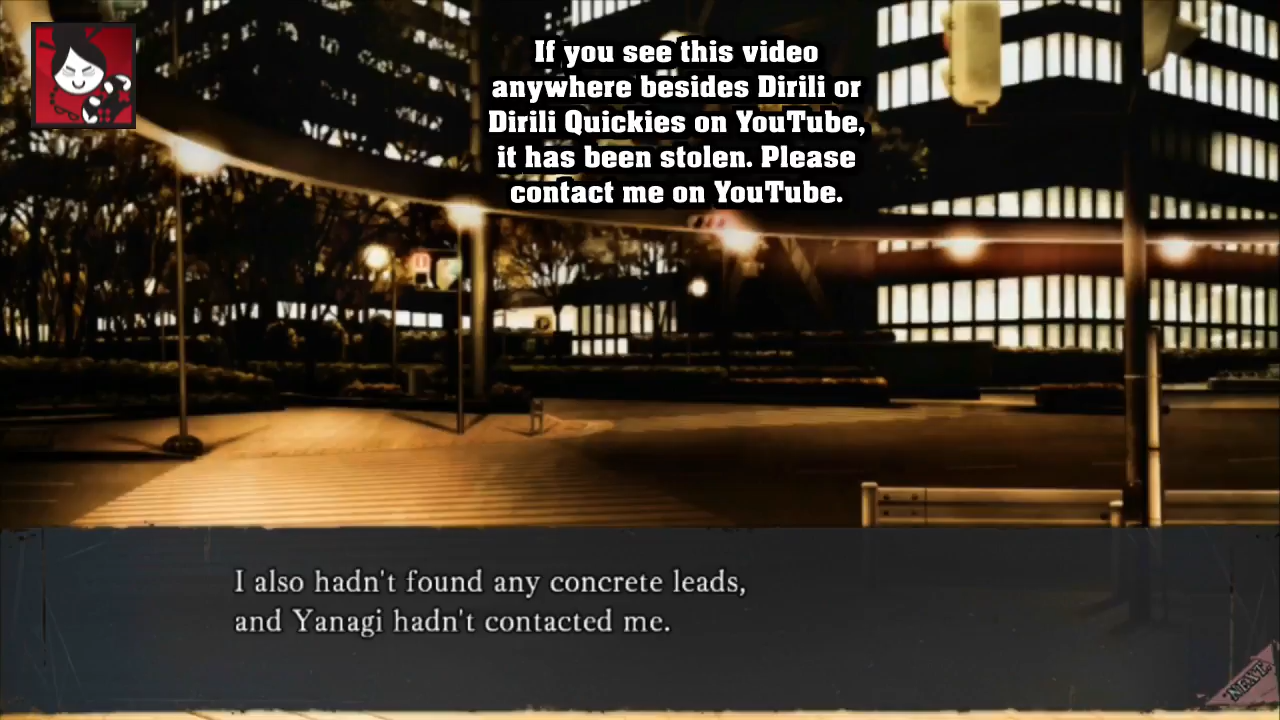 If you see this video
anywhere besides Dirili or
Dirili Quickies on YouTube,
it has been stolen. Please
contact me on YouTube.
I also hadn't found any concrete leads,
and Yanagi hadn't contacted me.
NEXT